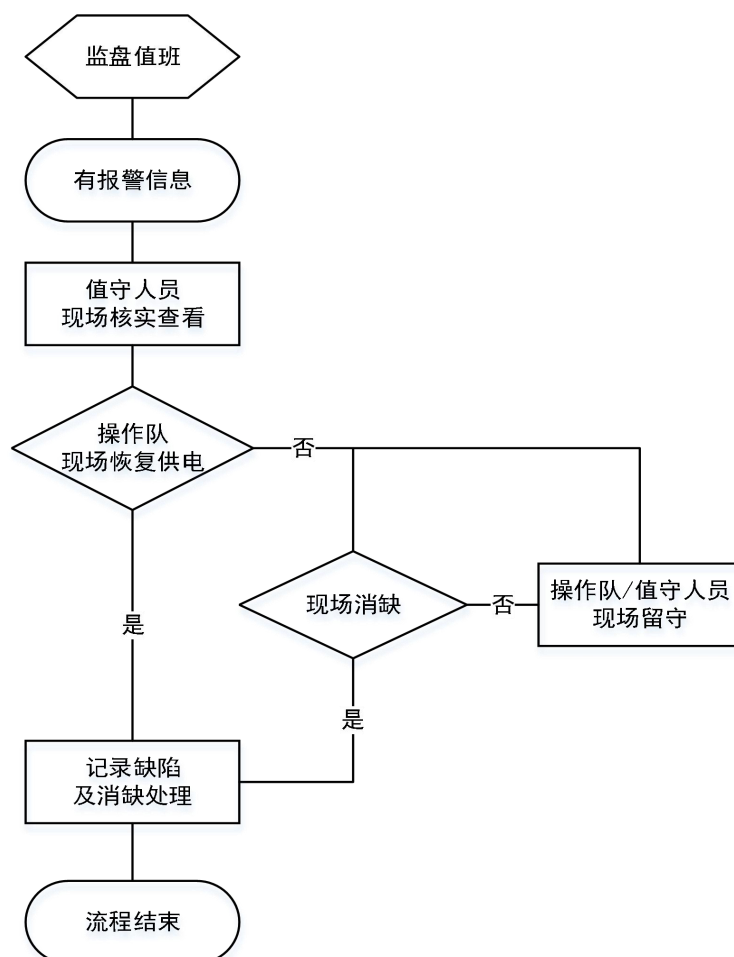 监盘值班
有报警信息
值守人员
现场核实查看
操作队
现场恢复供电
否
现场消缺
否
操作队/值守人员
现场留守
是
是
记录缺陷
及消缺处理
流程结束